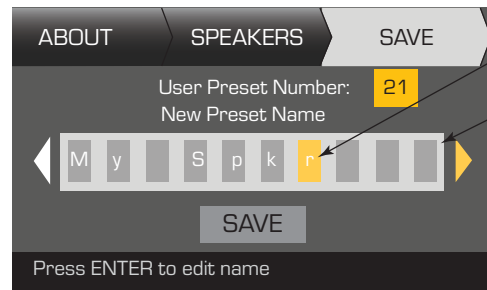 ABOUT SPEAKERS SAVE
User Preset Number: 21
New Preset Name
M y S p k r
SAVE
Press ENTER to edit name